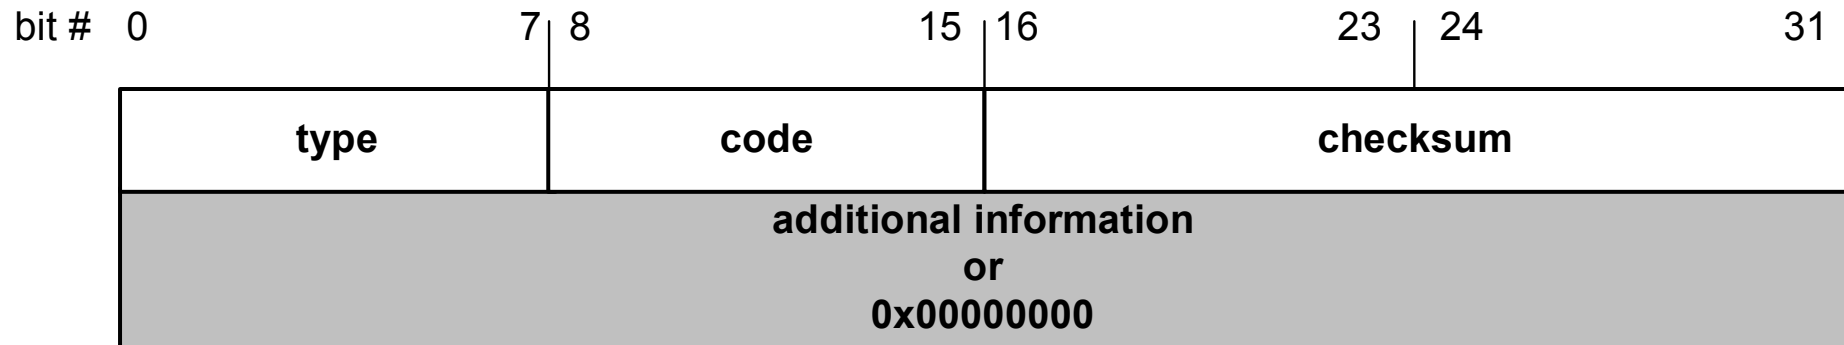 bit # 0 7 8 15 16 23 24 31
type code checksum
additional information
or
0x00000000